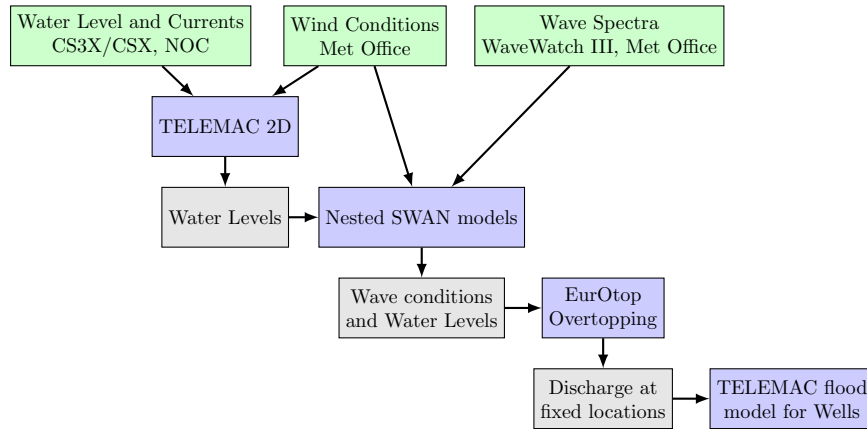 Water Level and Currents
CS3X/CSX, NOC
Wind Conditions
Met Office
Wave Spectra
WaveWatch III, Met Office
TELEMAC 2D
Water Levels
Nested SWAN models
Wave conditions
and Water Levels
EurOtop
Overtopping
Discharge at
fixed locations
TELEMAC flood
model for Wells